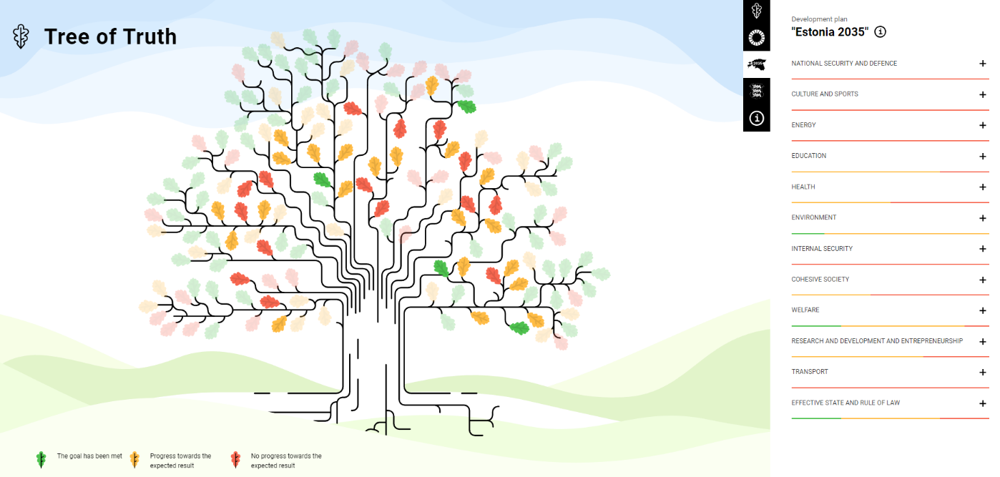 Tree of Truth
2035
Development plan
"Estonia 2035"
NATIONAL SECURITY AND DEFENCE
CULTURE AND SPORTS
ENERGY
EDUCATION
HEALTH
ENVIRONMENT
INTERNAL SECURITY
COHESIVE SOCIETY
WELFARE
RESEARCH AND DEVELOPMENT AND ENTREPRENEURSHIP
TRANSPORT
EFFECTIVE STATE AND RULE OF LAW
The goal has been met
Progress towards the
expected result
No progress towards the
expected result